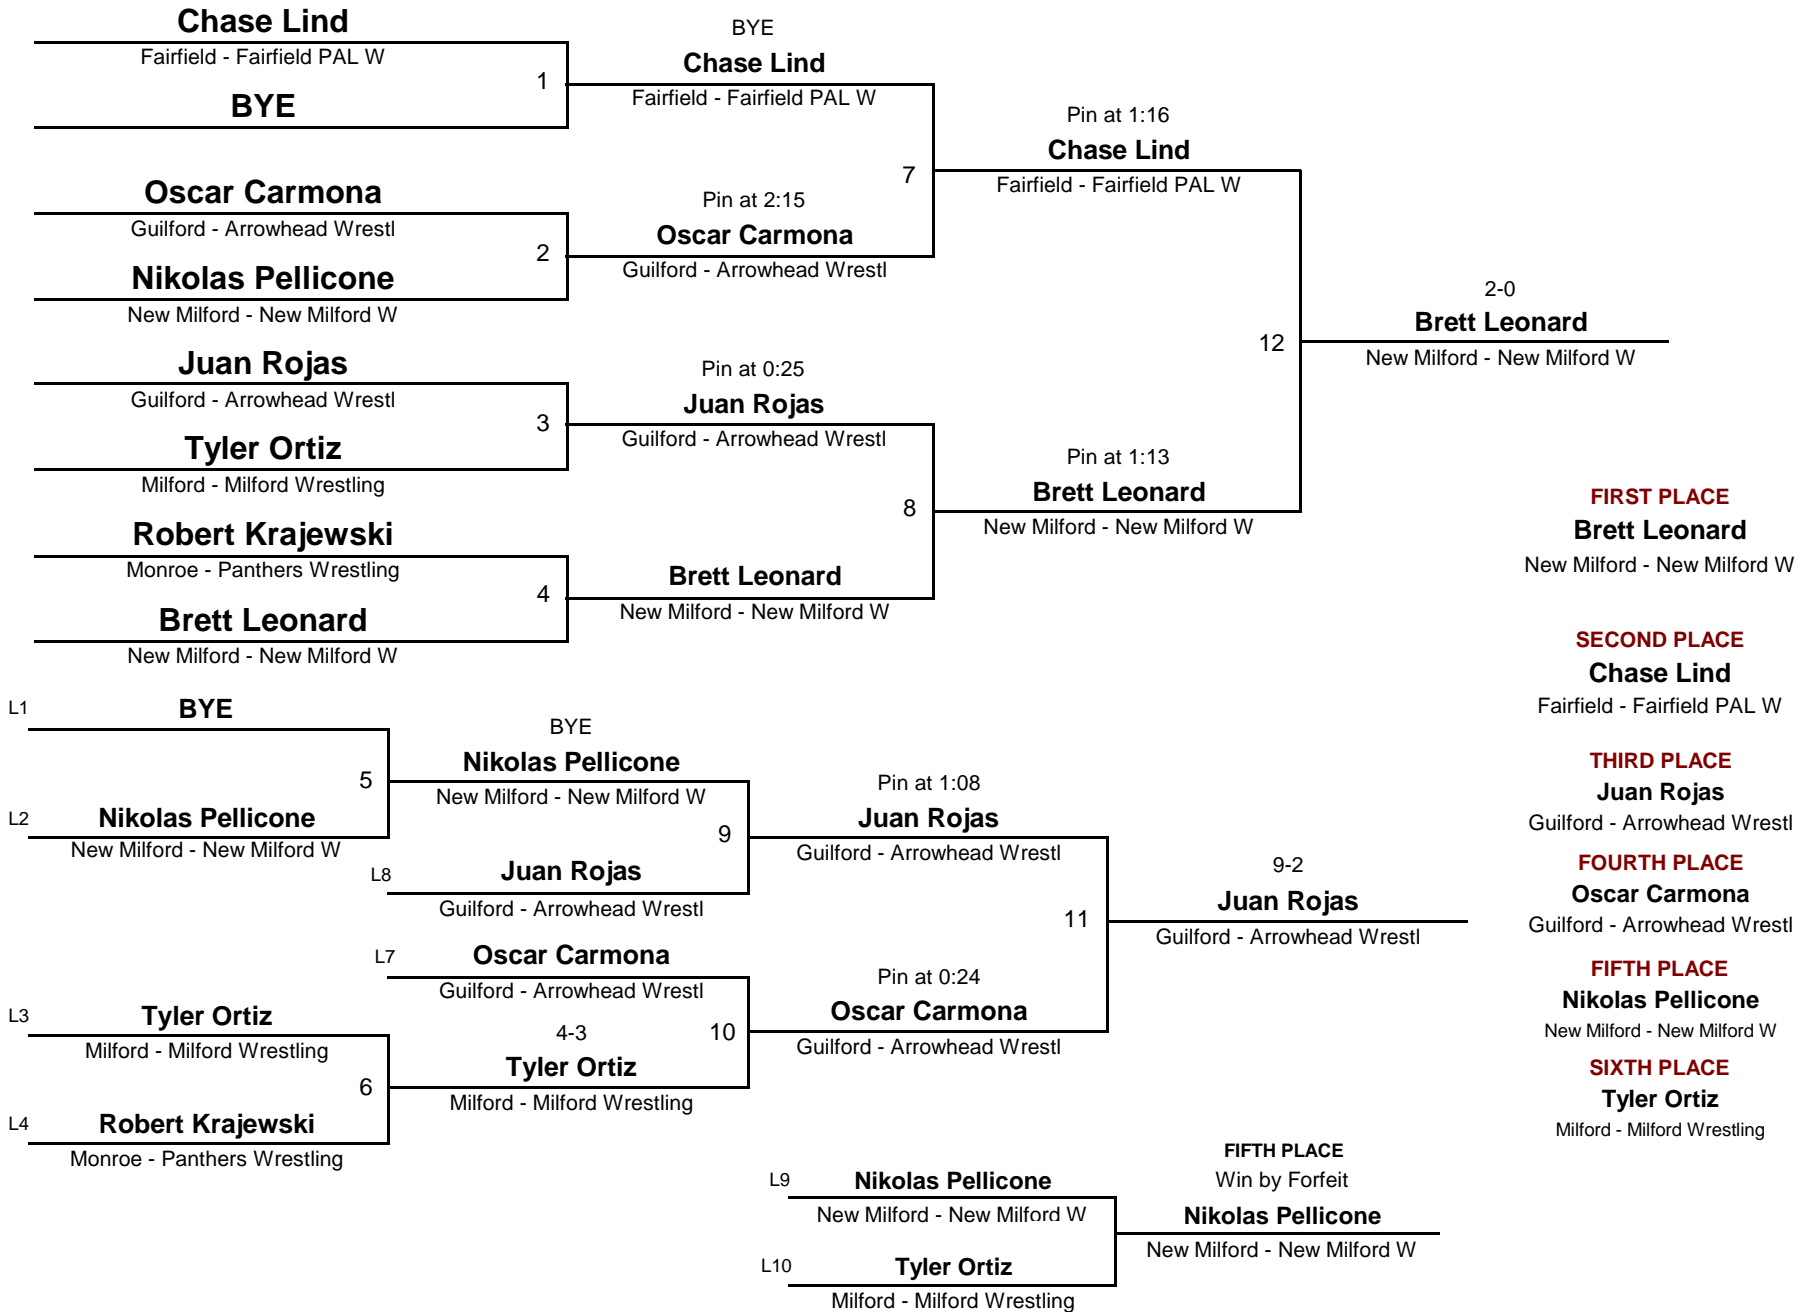 Chase Lind
Fairfield - Fairfield PAL W
1
BYE
BYE
Chase Lind
Fairfield - Fairfield PAL W
Oscar Carmona
Guilford - Arrowhead Wrestl
2
Nikolas Pellicone
New Milford - New Milford W
Pin at 2:15
Oscar Carmona
Guilford - Arrowhead Wrestl
7
Pin at 1:16
Chase Lind
Fairfield - Fairfield PAL W
Juan Rojas
Guilford - Arrowhead Wrestl
3
Tyler Ortiz
Milford - Milford Wrestling
Pin at 0:25
Juan Rojas
Guilford - Arrowhead Wrestl
8
Robert Krajewski
Monroe - Panthers Wrestling
4
Brett Leonard
New Milford - New Milford W
Brett Leonard
New Milford - New Milford W
Pin at 1:13
Brett Leonard
New Milford - New Milford W
12
2-0
Brett Leonard
New Milford - New Milford W
FIRST PLACE
Brett Leonard
New Milford - New Milford W
SECOND PLACE
Chase Lind
Fairfield - Fairfield PAL W
THIRD PLACE
Juan Rojas
Guilford - Arrowhead Wrestl
FOURTH PLACE
Oscar Carmona
Guilford - Arrowhead Wrestl
FIFTH PLACE
Nikolas Pellicone
New Milford - New Milford W
SIXTH PLACE
Tyler Ortiz
Milford - Milford Wrestling
L1
BYE
5
L2
Nikolas Pellicone
New Milford - New Milford W
BYE
Nikolas Pellicone
New Milford - New Milford W
9
L8
Juan Rojas
Guilford - Arrowhead Wrestl
Pin at 1:08
Juan Rojas
Guilford - Arrowhead Wrestl
L7
Oscar Carmona
Guilford - Arrowhead Wrestl
10
L3
Tyler Ortiz
Milford - Milford Wrestling
6
L4
Robert Krajewski
Monroe - Panthers Wrestling
4-3
Tyler Ortiz
Milford - Milford Wrestling
Pin at 0:24
Oscar Carmona
Guilford - Arrowhead Wrestl
11
9-2
Juan Rojas
Guilford - Arrowhead Wrestl
L9
Nikolas Pellicone
New Milford - New Milford W
L10
Tyler Ortiz
Milford - Milford Wrestling
FIFTH PLACE
Win by Forfeit
Nikolas Pellicone
New Milford - New Milford W